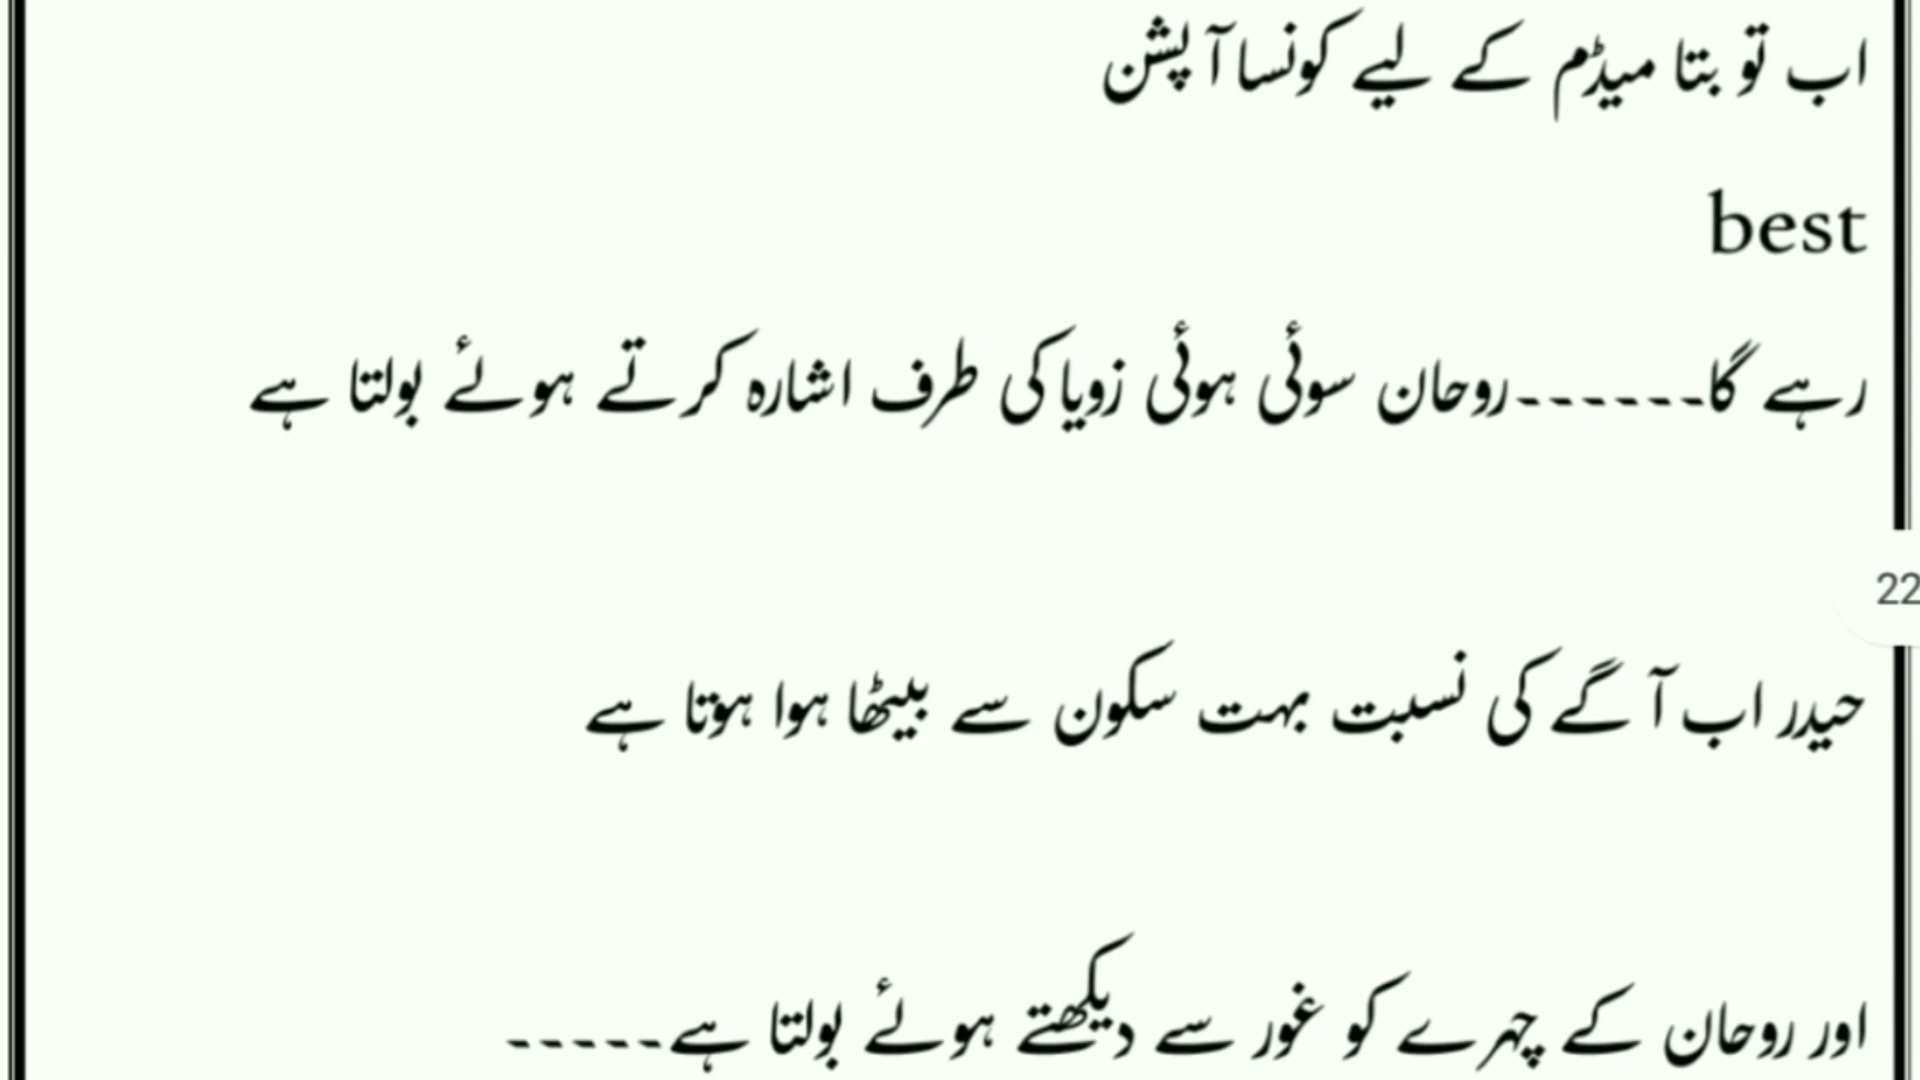 اب تو بتا میڈم کے لیے کونسا آپشن
best
رہے گا------روحان سوئی ہوئی زویا کی طرف اشارہ کرتے ہوئے بولتا ہے
22
حیدر اب آگے کی نسبت بہت سکون سے بیٹھا ہوا ہوتا ہے
اور روحان کے چہرے کو غور سے دیکھتے ہوئے بولتا ہے-----